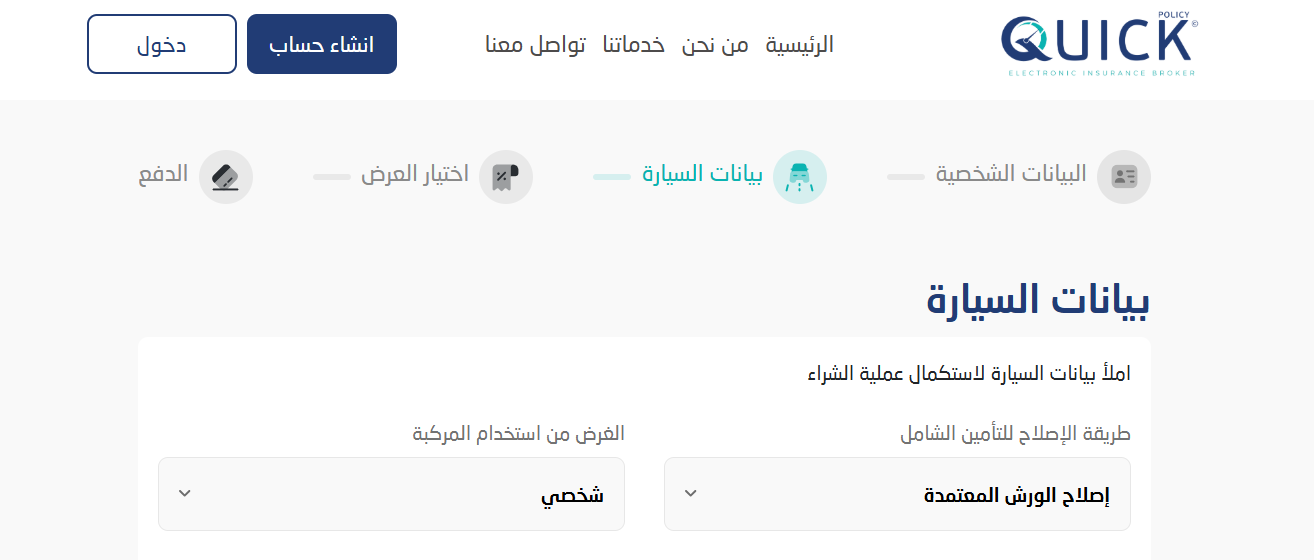 POLICY
QUICK©
ELECTRONIC INSURANCE BROKER
الرئيسية من نحن خدماتنا تواصل معنا
انشاء حساب
دخول
البيانات الشخصية
بيانات السيارة
اختيار العرض
الدفع
بيانات السيارة
املأ بيانات السيارة لاستكمال عملية الشراء
طريقة الإصلاح للتأمين الشامل
إصلاح الورش المعتمدة
الغرض من استخدام المركبة
شخصي